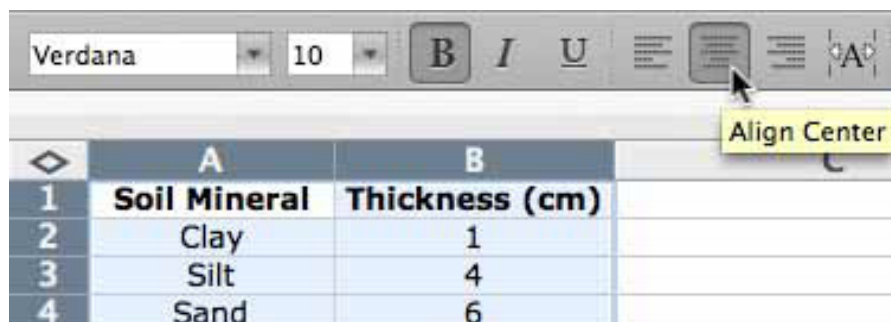 Verdana 10 B I U A
Align Center
A B C
1 Soil Mineral Thickness (cm)
2 Clay 1
3 Silt 4
4 Sand 6